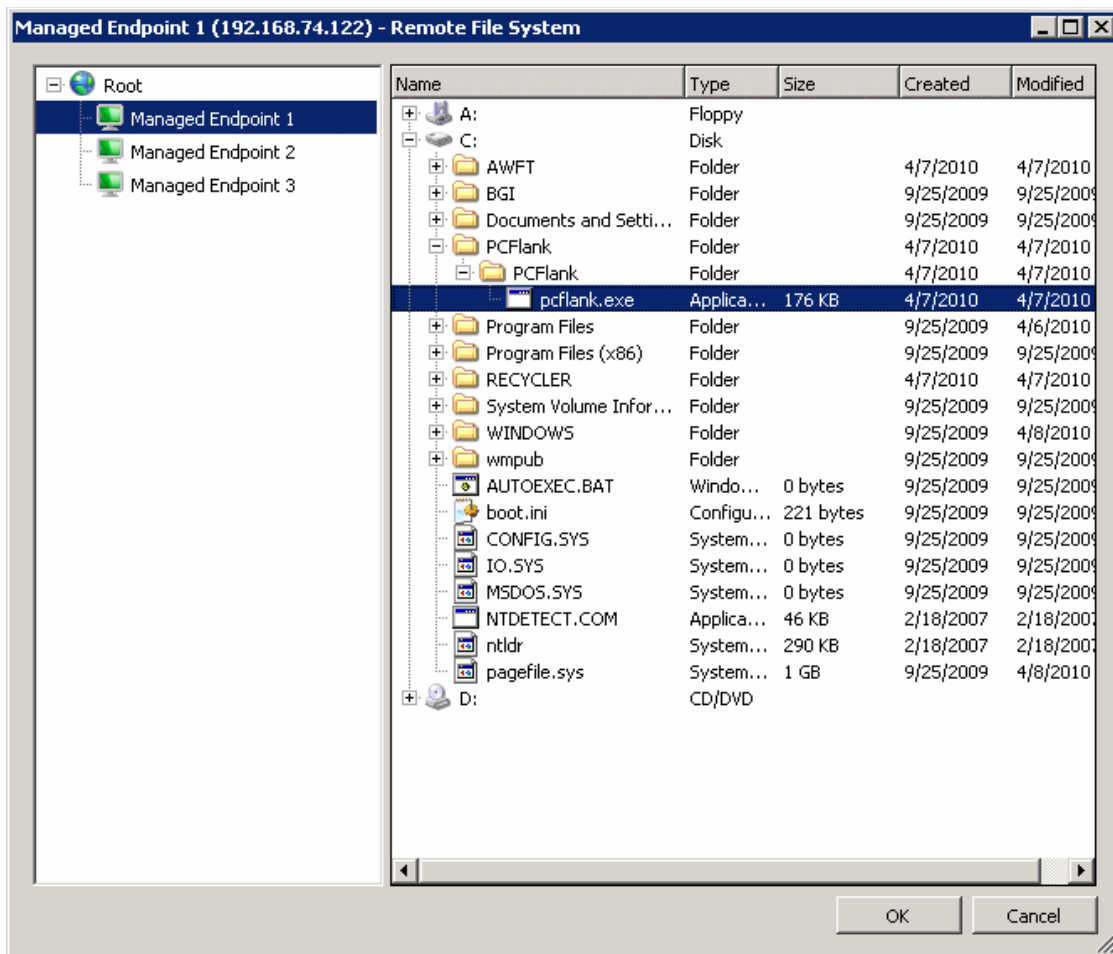 Managed Endpoint 1 (192.168.74.122) - Remote File System
Root
Managed Endpoint 1
Managed Endpoint 2
Managed Endpoint 3
Name Type Size Created Modified
A: Floppy
C: Disk
AWFT Folder 4/7/2010 4/7/2010
BGI Folder 9/25/2009 9/25/2009
Documents and Setti... Folder 9/25/2009 9/25/2009
PCFlank Folder 4/7/2010 4/7/2010
PCFlank Folder 4/7/2010 4/7/2010
pcflank.exe Applica... 176 KB 4/7/2010 4/7/2010
Program Files Folder 9/25/2009 4/6/2010
Program Files (x86) Folder 9/25/2009 9/25/2009
RECYCLER Folder 4/7/2010 4/7/2010
System Volume Infor... Folder 9/25/2009 9/25/2009
WINDOWS Folder 9/25/2009 4/8/2010
wmpub Folder 9/25/2009 9/25/2009
AUTOEXEC.BAT Windo... 0 bytes 9/25/2009 9/25/2009
boot.ini Configu... 221 bytes 9/25/2009 9/25/2009
CONFIG.SYS System... 0 bytes 9/25/2009 9/25/2009
IO.SYS System... 0 bytes 9/25/2009 9/25/2009
MSDOS.SYS System... 0 bytes 9/25/2009 9/25/2009
NTDETECT.COM Applica... 46 KB 2/18/2007 2/18/2007
ntldr System... 290 KB 2/18/2007 2/18/2007
pagefile.sys System... 1 GB 9/25/2009 4/8/2010
D: CD/DVD
OK Cancel